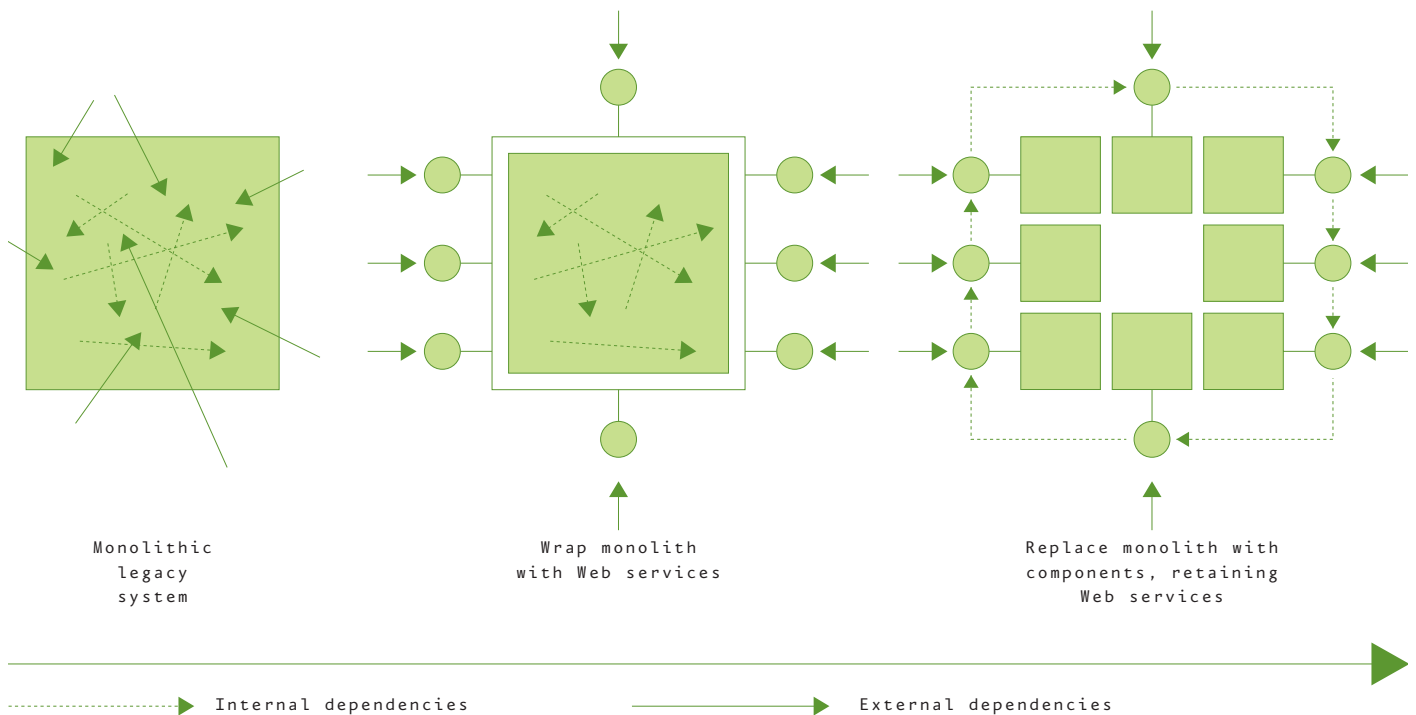 Monolithic
legacy
system
Wrap monolith
with Web services
Replace monolith with
components, retaining
Web services
Internal dependencies
External dependencies